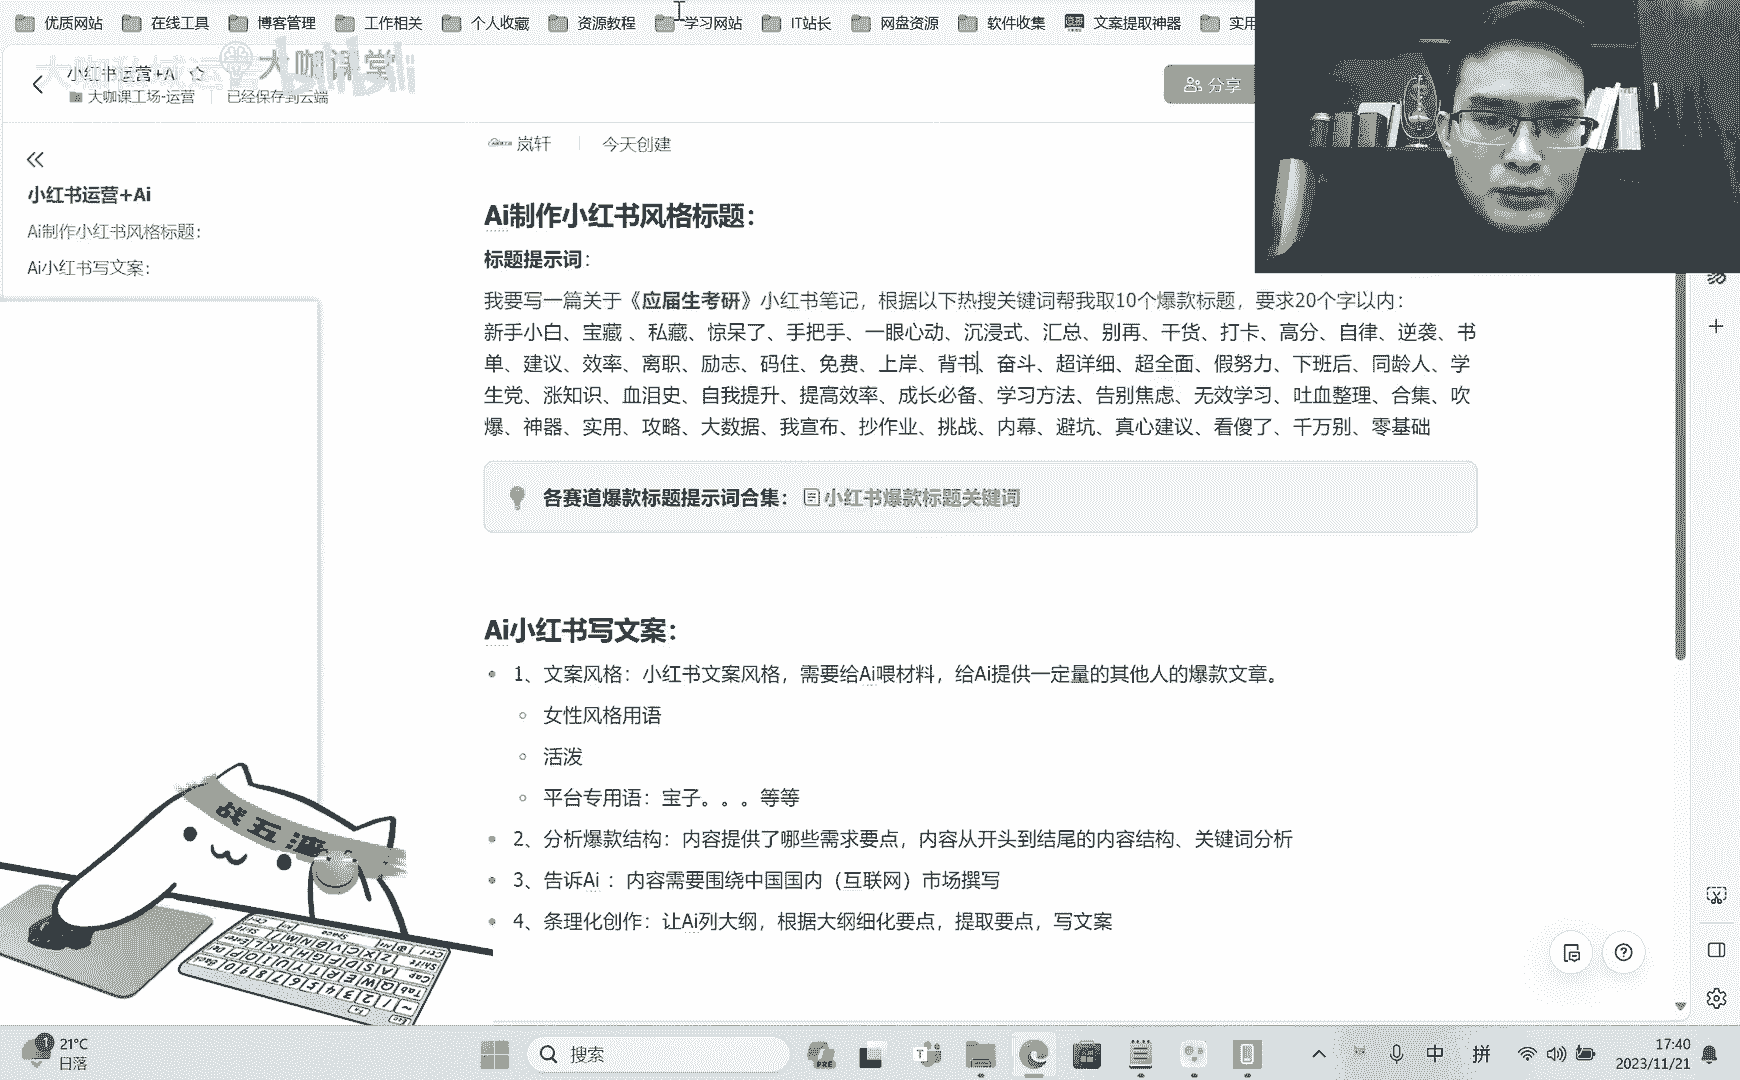 优质网站 在线工具 博客管理 工作相关 个人收藏 资源教程 学习网站 IT站长 网盘资源 软件收集 文案提取神器 实用
小红书运营+Ai
大咖课堂
bilibili
大咖课工场-运营 已经保存到云端
分享
岚轩 今天创建
小红书运营+Ai
Ai制作小红书风格标题：
Ai小红书写文案：
Ai制作小红书风格标题：
标题提示词：
我要写一篇关于《应届生考研》小红书笔记，根据以下热搜关键词帮我取10个爆款标题，要求20个字以内：
新手小白、宝藏 、私藏、惊呆了、手把手、一眼心动、沉浸式、汇总、别再、干货、打卡、高分、自律、逆袭、书
单、建议、效率、离职、励志、码住、免费、上岸、背书、奋斗、超详细、超全面、假努力、下班后、同龄人、学
生党、涨知识、血泪史、自我提升、提高效率、成长必备、学习方法、告别焦虑、无效学习、吐血整理、合集、吹
爆、神器、实用、攻略、大数据、我宣布、抄作业、挑战、内幕、避坑、真心建议、看傻了、千万别、零基础
各赛道爆款标题提示词合集： 小红书爆款标题关键词
Ai小红书写文案：
1、文案风格：小红书文案风格，需要给Ai喂材料，给Ai提供一定量的其他人的爆款文章。
女性风格用语
活泼
平台专用语：宝子。。。等等
2、分析爆款结构：内容提供了哪些需求要点，内容从开头到结尾的内容结构、关键词分析
3、告诉Ai ：内容需要围绕中国国内（互联网）市场撰写
4、条理化创作：让Ai列大纲，根据大纲细化要点，提取要点，写文案
战五渣
1
21°C
日落
搜索
PRE
中
拼
17:40
2023/11/21